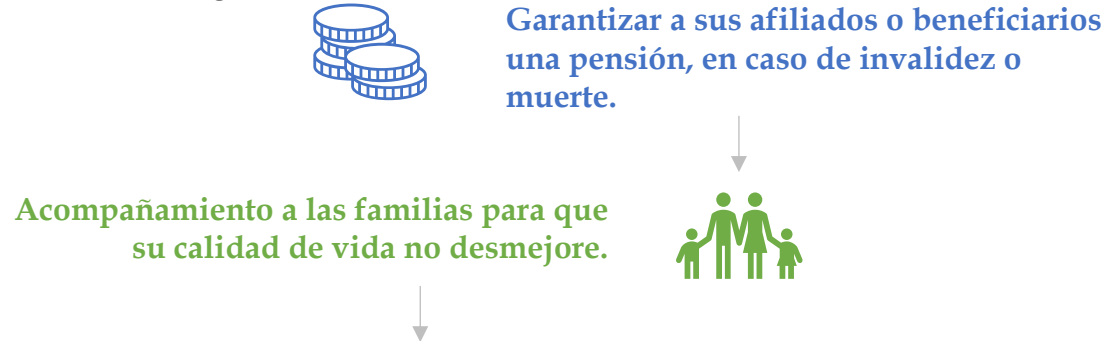 Garantizar a sus afiliados o beneficiarios
una pensión, en caso de invalidez o
muerte.
Acompañamiento a las familias para que
su calidad de vida no desmejore.